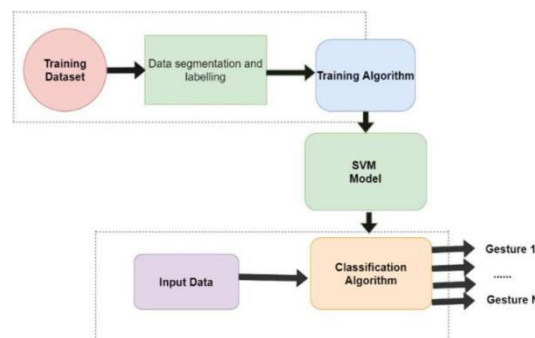 Training
Dataset
Data segmentation and
labelling
Training Algorithm
SVM
Model
Input Data
Classification
Algorithm
Gesture 1
......
Gesture N